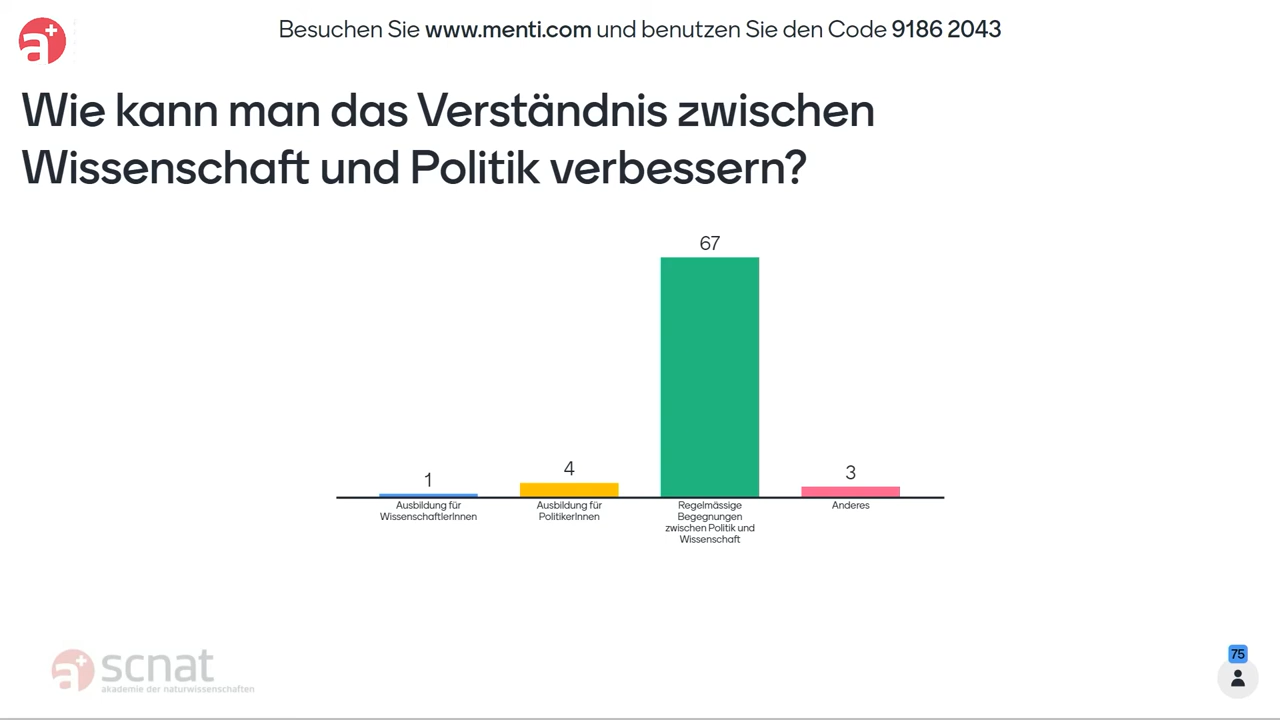 Besuchen Sie www.menti.com und benutzen Sie den Code 9186 2043
a+
Wie kann man das Verständnis zwischen
Wissenschaft und Politik verbessern?
67
1
4
3
Ausbildung für
WissenschaftlerInnen
Ausbildung für
PolitikerInnen
Regelmässige
Begegnungen
zwischen Politik und
Wissenschaft
Anderes
a+ scnat
akademie der naturwissenschaften
75